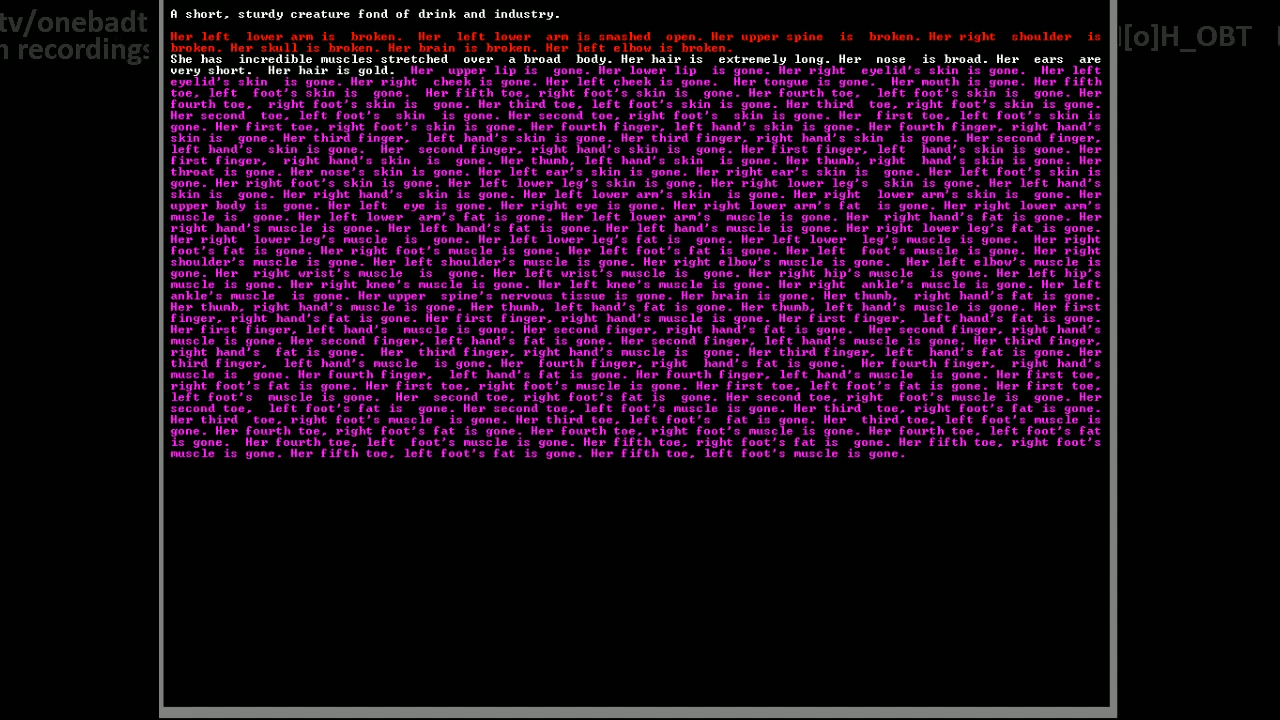 tv/onebadt
recordings
[o]H_OBT
A short, sturdy creature fond of drink and industry.
Her left lower arm is broken. Her left lower arm is smashed open. Her upper spine is broken. Her right shoulder is
broken. Her skull is broken. Her brain is broken. Her left elbow is broken.
She has incredible muscles stretched over a broad body. Her hair is extremely long. Her nose is broad. Her ears are
very short. Her hair is gold. Her upper lip is gone. Her lower lip is gone. Her right eyelid's skin is gone. Her left
eyelid's skin is gone. Her right cheek is gone. Her left cheek is gone. Her tongue is gone. Her mouth is gone. Her fifth
toe, left foot's skin is gone. Her fifth toe, right foot's skin is gone. Her fourth toe, left foot's skin is gone. Her
fourth toe, right foot's skin is gone. Her third toe, left foot's skin is gone. Her third toe, right foot's skin is gone.
Her second toe, left foot's skin is gone. Her second toe, right foot's skin is gone. Her first toe, left foot's skin is
gone. Her first toe, right foot's skin is gone. Her fourth finger, left hand's skin is gone. Her fourth finger, right hand's
skin is gone. Her third finger, left hand's skin is gone. Her third finger, right hand's skin is gone. Her second finger,
left hand's skin is gone. Her second finger, right hand's skin is gone. Her first finger, left hand's skin is gone. Her
first finger, right hand's skin is gone. Her thumb, left hand's skin is gone. Her thumb, right hand's skin is gone. Her
throat is gone. Her nose's skin is gone. Her left ear's skin is gone. Her right ear's skin is gone. Her left foot's skin is
gone. Her right foot's skin is gone. Her left lower leg's skin is gone. Her right lower leg's skin is gone. Her left hand's
skin is gone. Her right hand's skin is gone. Her left lower arm's skin is gone. Her right lower arm's skin is gone. Her
upper body is gone. Her left eye is gone. Her right eye is gone. Her right lower arm's fat is gone. Her right lower arm's
muscle is gone. Her left lower arm's fat is gone. Her left lower arm's muscle is gone. Her right hand's fat is gone. Her
right hand's muscle is gone. Her left hand's fat is gone. Her left hand's muscle is gone. Her right lower leg's fat is gone.
Her right lower leg's muscle is gone. Her left lower leg's fat is gone. Her left lower leg's muscle is gone. Her right
foot's fat is gone. Her right foot's muscle is gone. Her left foot's fat is gone. Her left foot's muscle is gone. Her right
shoulder's muscle is gone. Her left shoulder's muscle is gone. Her right elbow's muscle is gone. Her left elbow's muscle is
gone. Her right wrist's muscle is gone. Her left wrist's muscle is gone. Her right hip's muscle is gone. Her left hip's
muscle is gone. Her right knee's muscle is gone. Her left knee's muscle is gone. Her right ankle's muscle is gone. Her left
ankle's muscle is gone. Her upper spine's nervous tissue is gone. Her brain is gone. Her thumb, right hand's fat is gone.
Her thumb, right hand's muscle is gone. Her thumb, left hand's fat is gone. Her thumb, left hand's muscle is gone. Her first
finger, right hand's fat is gone. Her first finger, right hand's muscle is gone. Her first finger, left hand's fat is gone.
Her first finger, left hand's muscle is gone. Her second finger, right hand's fat is gone. Her second finger, right hand's
muscle is gone. Her second finger, left hand's fat is gone. Her second finger, left hand's muscle is gone. Her third finger,
right hand's fat is gone. Her third finger, right hand's muscle is gone. Her third finger, left hand's fat is gone. Her
third finger, left hand's muscle is gone. Her fourth finger, right hand's fat is gone. Her fourth finger, right hand's
muscle is gone. Her fourth finger, left hand's fat is gone. Her fourth finger, left hand's muscle is gone. Her first toe,
right foot's fat is gone. Her first toe, right foot's muscle is gone. Her first toe, left foot's fat is gone. Her first toe,
left foot's muscle is gone. Her second toe, right foot's fat is gone. Her second toe, right foot's muscle is gone. Her
second toe, left foot's fat is gone. Her second toe, left foot's muscle is gone. Her third toe, right foot's fat is gone.
Her third toe, right foot's muscle is gone. Her third toe, left foot's fat is gone. Her third toe, left foot's muscle is
gone. Her fourth toe, right foot's fat is gone. Her fourth toe, right foot's muscle is gone. Her fourth toe, left foot's fat
is gone. Her fourth toe, left foot's muscle is gone. Her fifth toe, right foot's fat is gone. Her fifth toe, right foot's
muscle is gone. Her fifth toe, left foot's fat is gone. Her fifth toe, left foot's muscle is gone.